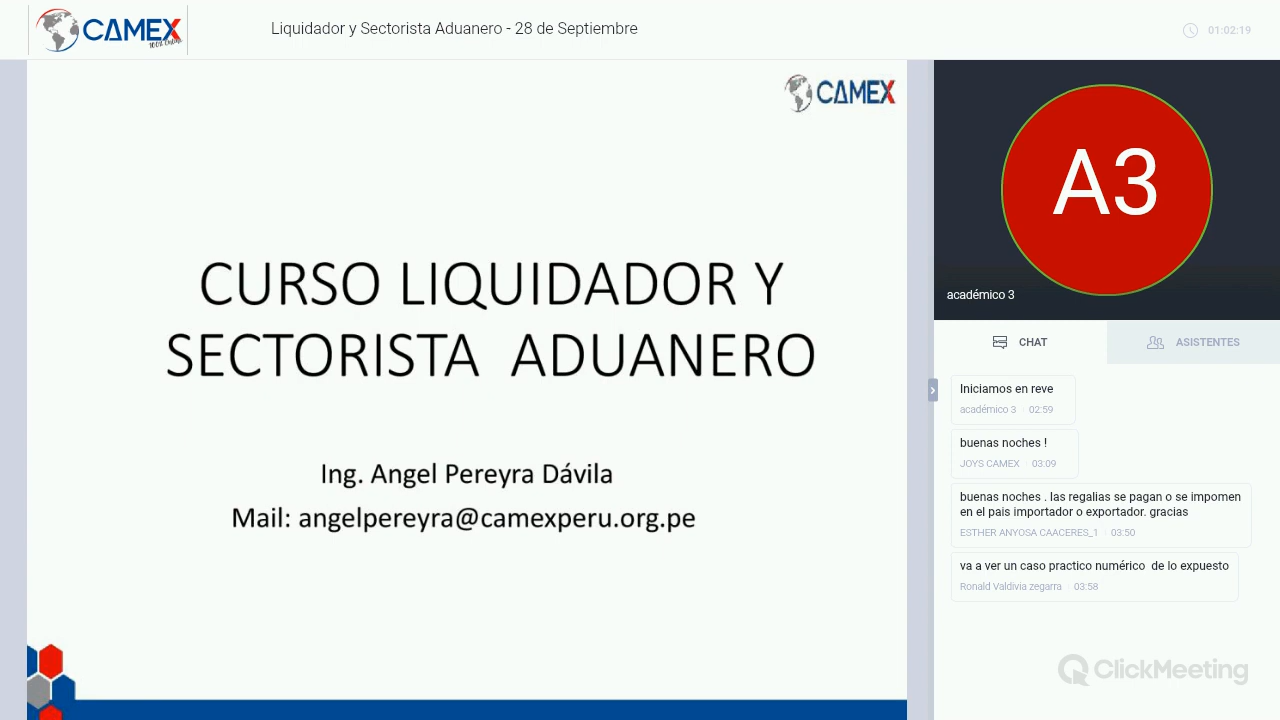 CAMEX
100% Online
Liquidador y Sectorista Aduanero - 28 de Septiembre
01:02:19
CAMEX
CURSO LIQUIDADOR Y
SECTORISTA ADUANERO
Ing. Angel Pereyra Dávila
Mail: angelpereyra@camexperu.org.pe
A3
académico 3
CHAT
ASISTENTES
Iniciamos en reve
académico 3 · 02:59
buenas noches !
JOYS CAMEX · 03:09
buenas noches . las regalias se pagan o se impomen
en el pais importador o exportador. gracias
ESTHER ANYOSA CAACERES_1 · 03:50
va a ver un caso practico numérico de lo expuesto
Ronald Valdivia zegarra · 03:58
ClickMeeting